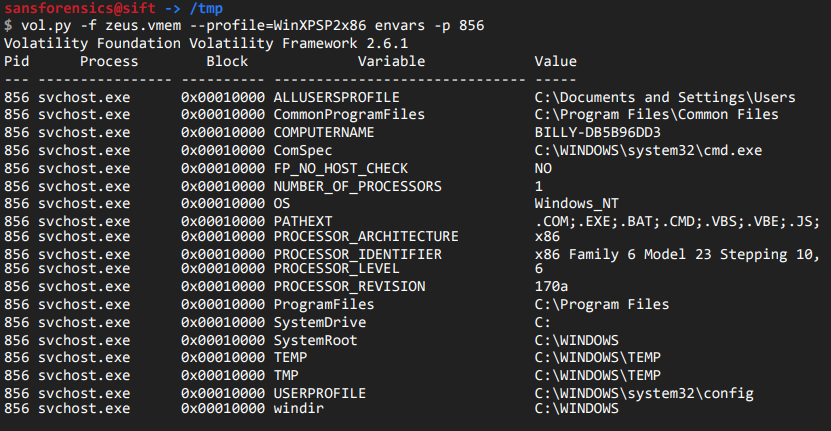 sansforensics@sift -> /tmp
$ vol.py -f zeus.vmem --profile=WinXPSP2x86 envars -p 856
Volatility Foundation Volatility Framework 2.6.1
Pid Process Block Variable Value
--- ---------------- ---------- ------------------------------ -----
856 svchost.exe 0x00010000 ALLUSERSPROFILE C:\Documents and Settings\Users
856 svchost.exe 0x00010000 CommonProgramFiles C:\Program Files\Common Files
856 svchost.exe 0x00010000 COMPUTERNAME BILLY-DB5B96DD3
856 svchost.exe 0x00010000 ComSpec C:\WINDOWS\system32\cmd.exe
856 svchost.exe 0x00010000 FP_NO_HOST_CHECK NO
856 svchost.exe 0x00010000 NUMBER_OF_PROCESSORS 1
856 svchost.exe 0x00010000 OS Windows_NT
856 svchost.exe 0x00010000 PATHEXT .COM;.EXE;.BAT;.CMD;.VBS;.VBE;.JS;
856 svchost.exe 0x00010000 PROCESSOR_ARCHITECTURE x86
856 svchost.exe 0x00010000 PROCESSOR_IDENTIFIER x86 Family 6 Model 23 Stepping 10,
856 svchost.exe 0x00010000 PROCESSOR_LEVEL 6
856 svchost.exe 0x00010000 PROCESSOR_REVISION 170a
856 svchost.exe 0x00010000 ProgramFiles C:\Program Files
856 svchost.exe 0x00010000 SystemDrive C:
856 svchost.exe 0x00010000 SystemRoot C:\WINDOWS
856 svchost.exe 0x00010000 TEMP C:\WINDOWS\TEMP
856 svchost.exe 0x00010000 TMP C:\WINDOWS\TEMP
856 svchost.exe 0x00010000 USERPROFILE C:\WINDOWS\system32\config
856 svchost.exe 0x00010000 windir C:\WINDOWS